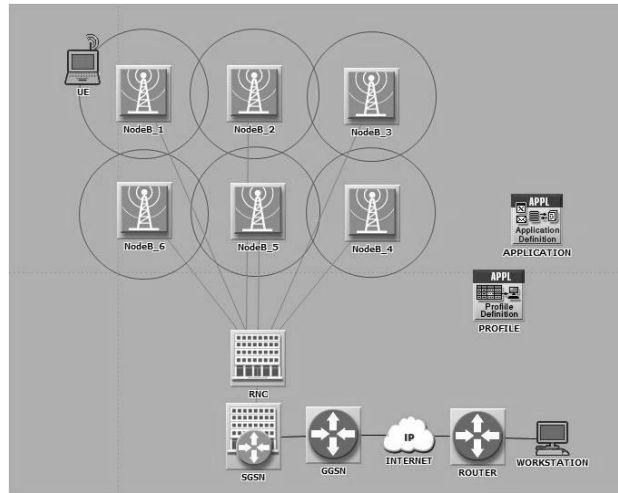 UE
NodeB_1
NodeB_2
NodeB_3
NodeB_6
NodeB_5
NodeB_4
APPL
Application
Definition
APPLICATION
APPL
Profile
Definition
PROFILE
RNC
SGSN
GGSN
IP
INTERNET
ROUTER
WORKSTATION